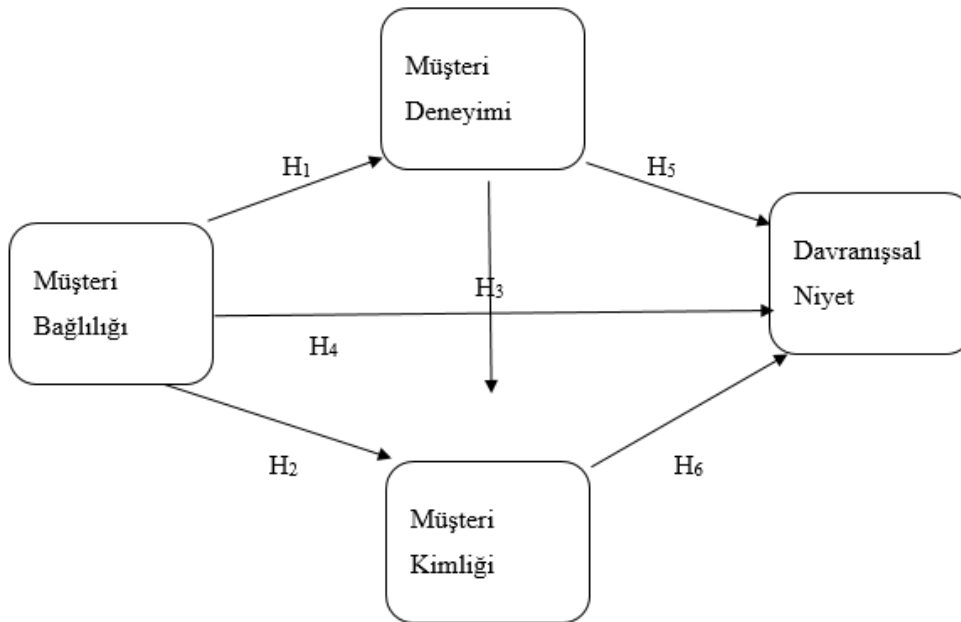 Müşteri
Deneyimi
H1
H5
Müşteri
Bağlılığı
Davranışsal
Niyet
H3
H4
H2
H6
Müşteri
Kimliği